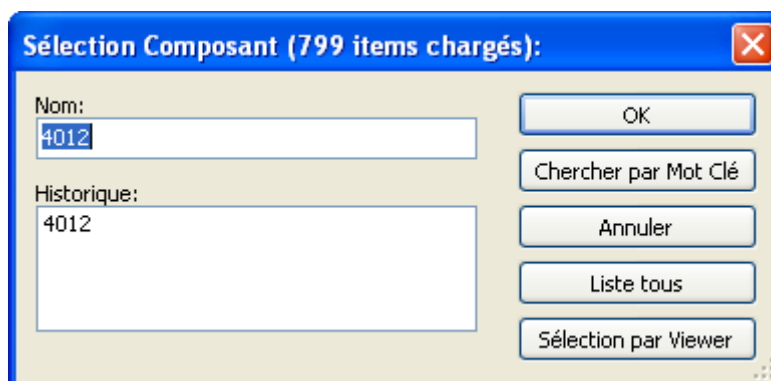 Sélection Composant (799 items chargés):
Nom:
4012
Historique:
4012
OK
Chercher par Mot Clé
Annuler
Liste tous
Sélection par Viewer